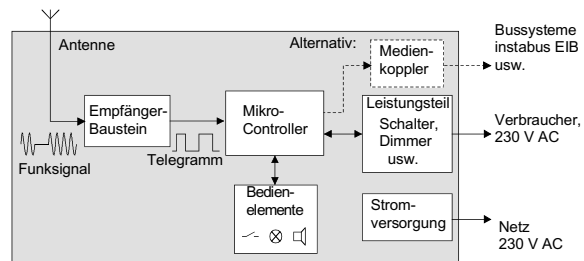 Antenne
Alternativ:
Medien-
koppler
Bussysteme
instabus EIB
usw.
Empfänger-
Baustein
Mikro-
Controller
Leistungsteil
Schalter,
Dimmer
usw.
Verbraucher,
230 V AC
Funksignal
Telegramm
Bedien-
elemente
Strom-
versorgung
Netz
230 V AC